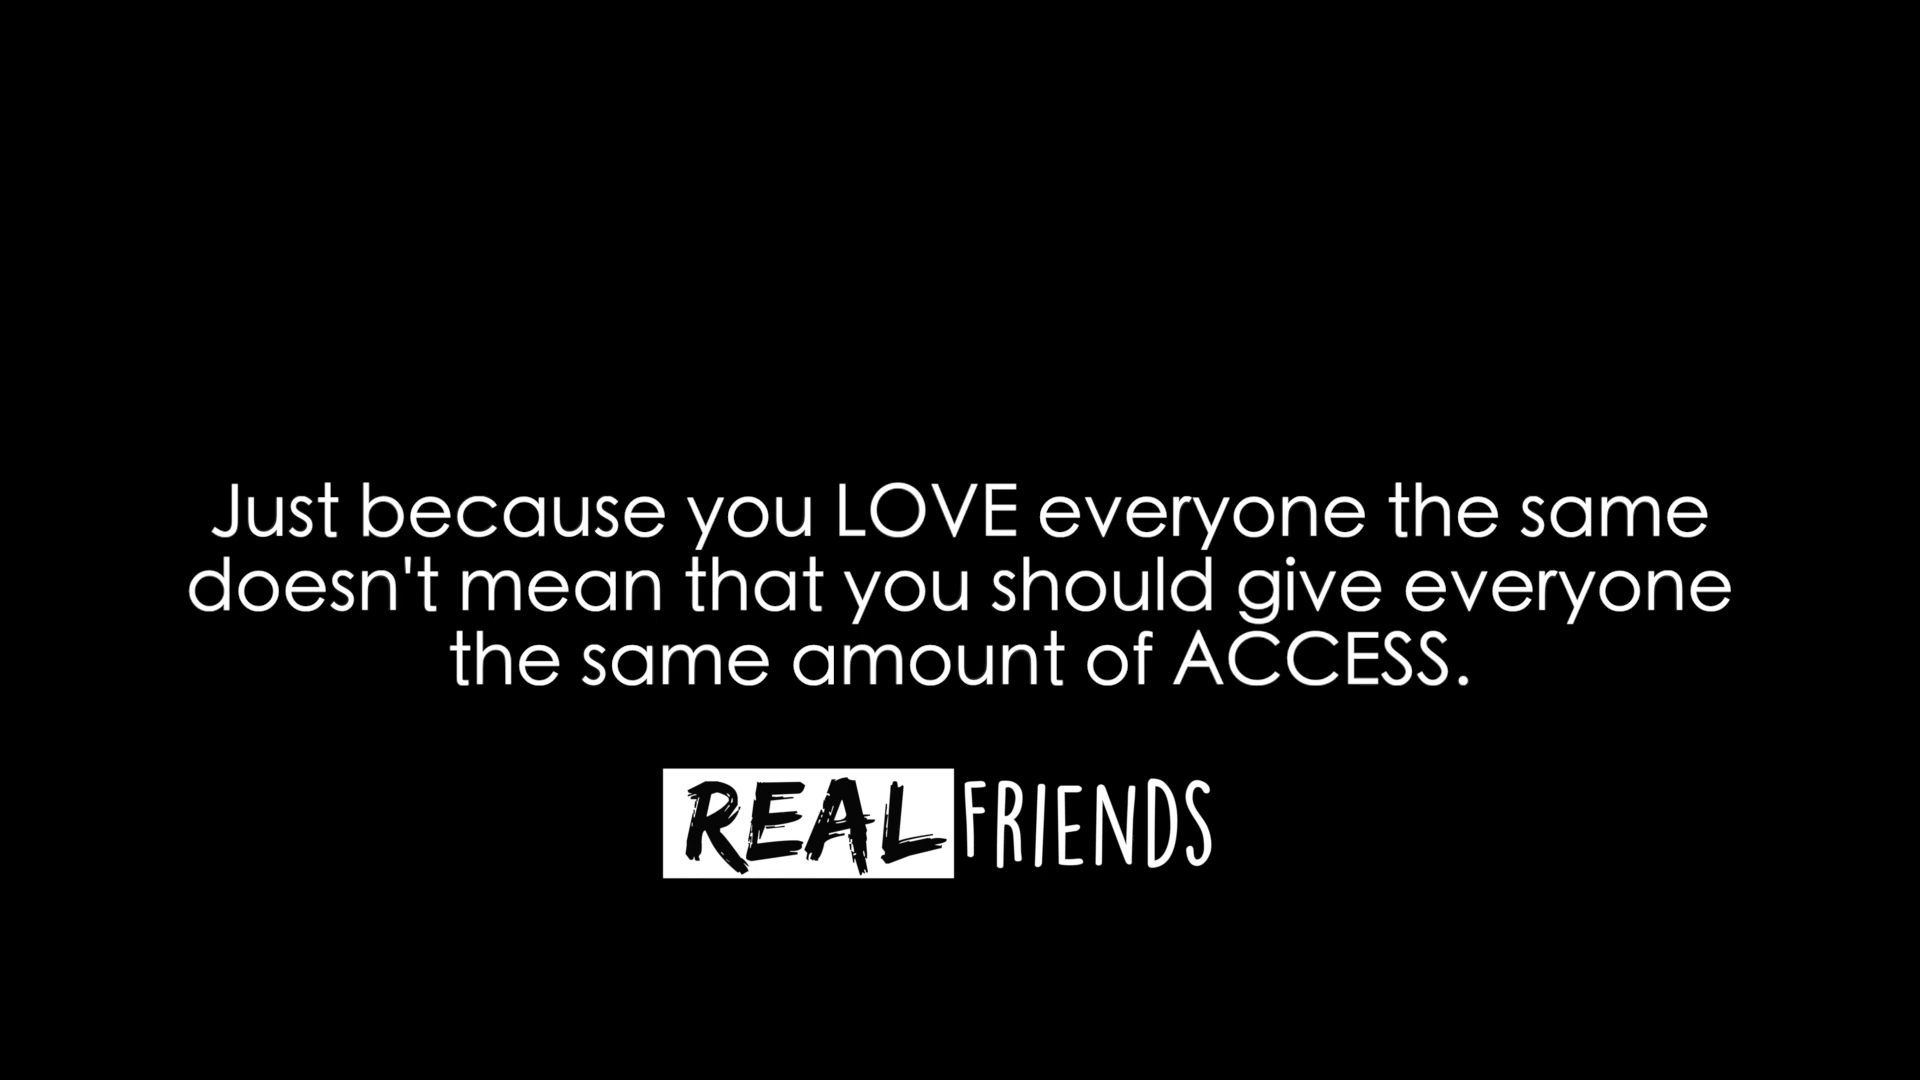 Just because you LOVE everyone the same
doesn't mean that you should give everyone
the same amount of ACCESS.
REAL FRIENDS